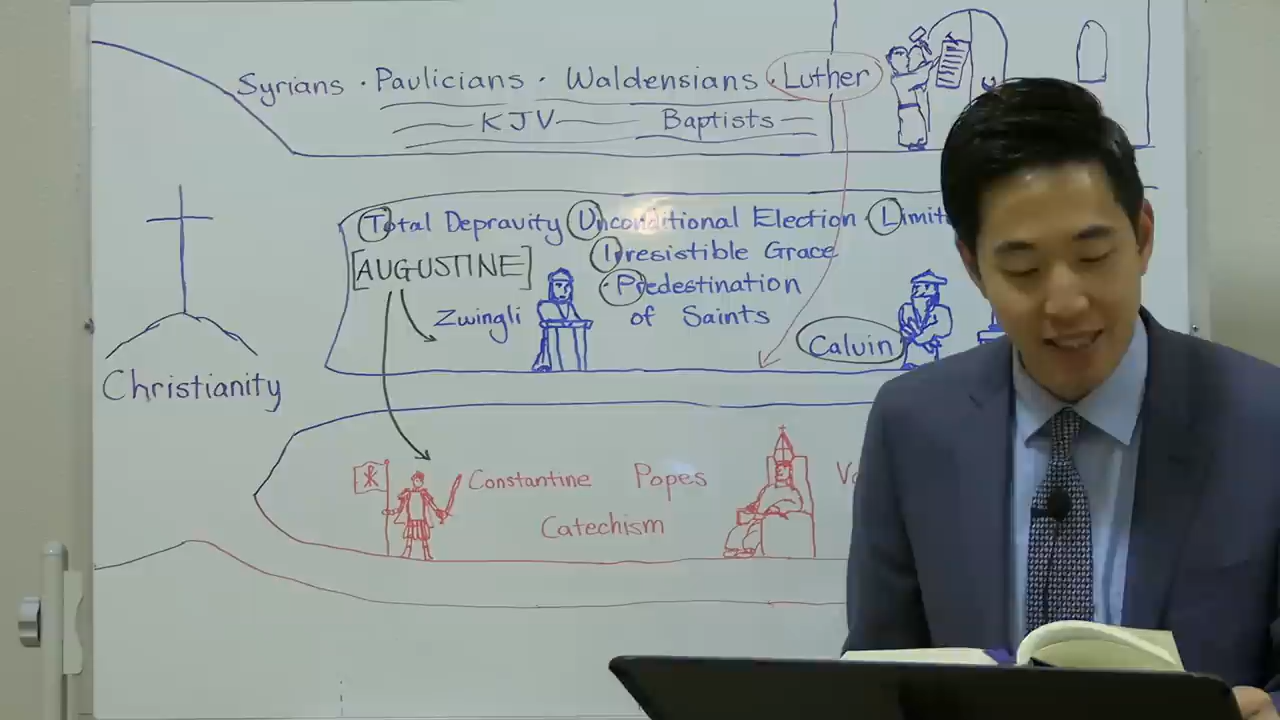 Syrians · Paulicians · Waldensians Luther
KJV Baptists
Total Depravity Unconditional Election
Irresistible Grace
[AUGUSTINE]
Predestination
of Saints
Zwingli
Calvin
Christianity
Constantine Popes
Catechism